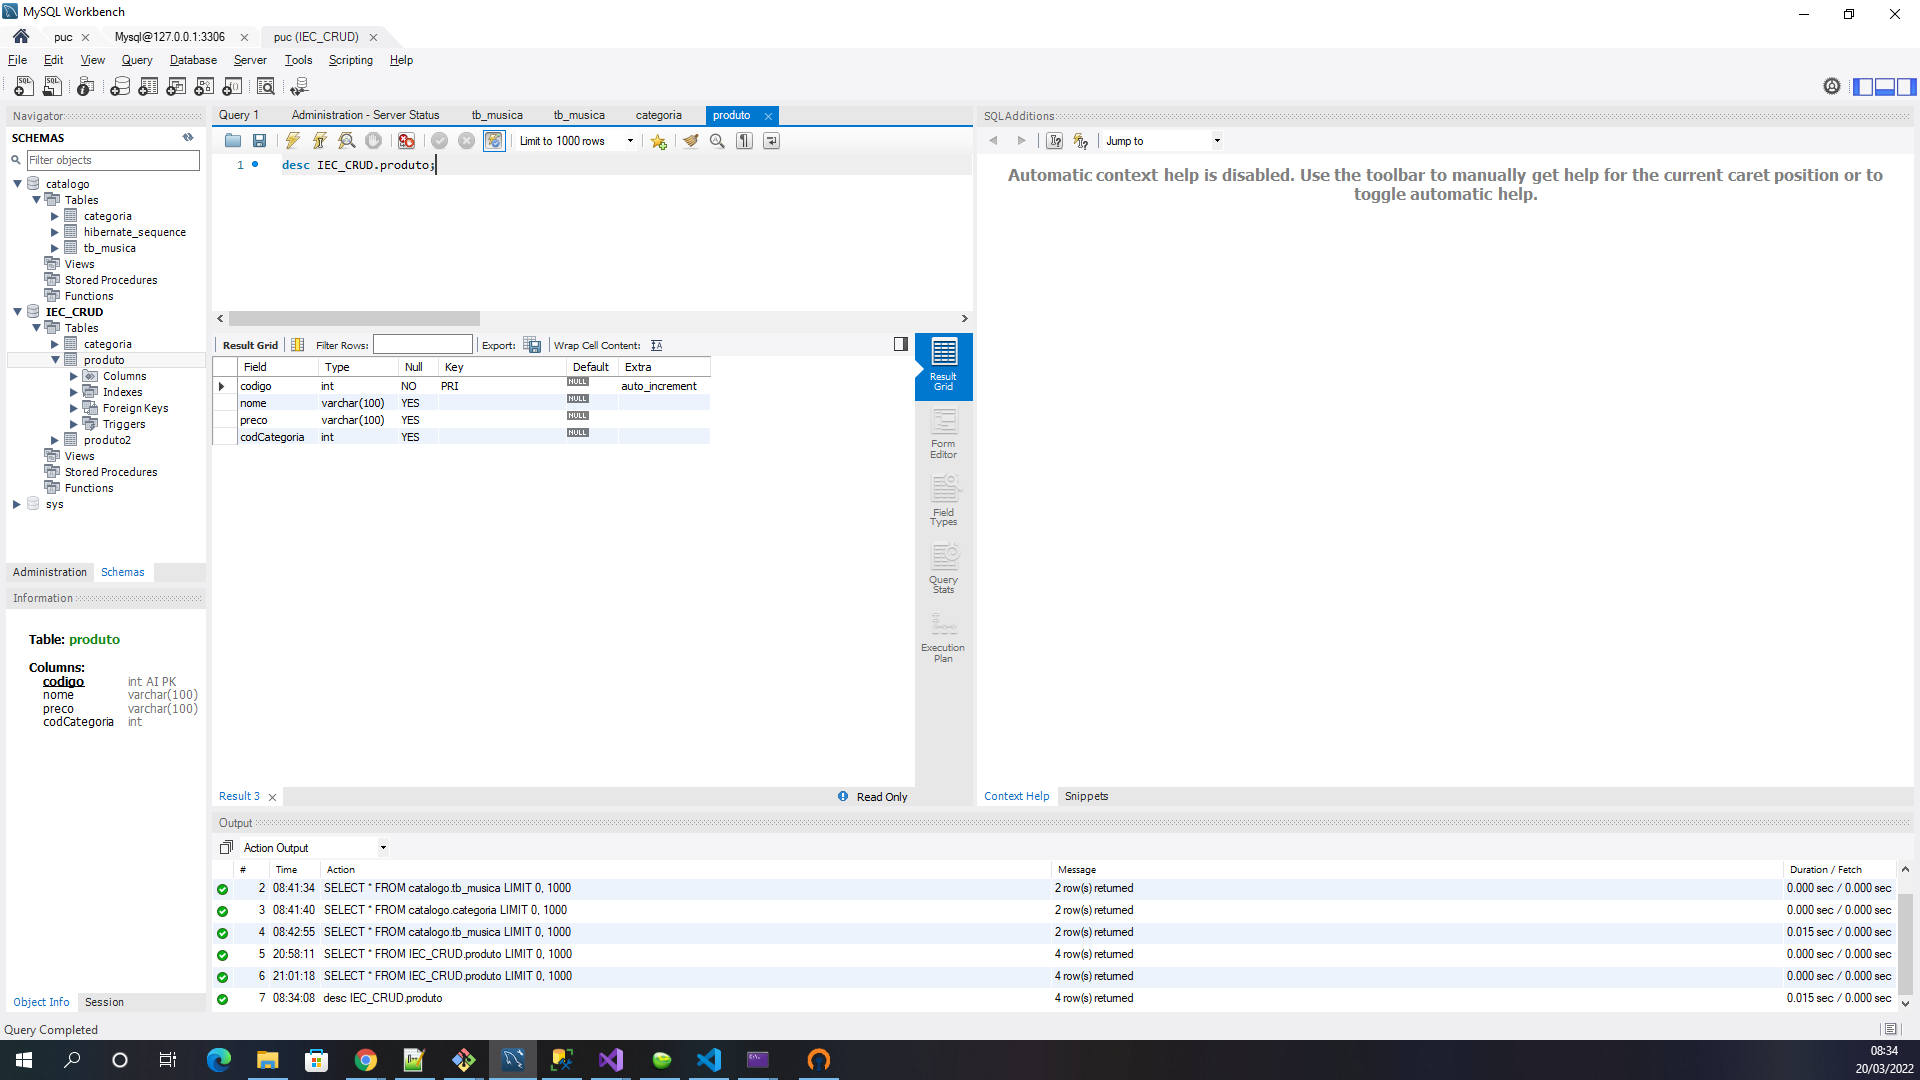 MySQL Workbench
puc
Mysql@127.0.0.1:3306
puc (IEC_CRUD)
File Edit View Query Database Server Tools Scripting Help
Navigator
SCHEMAS
Filter objects
catalogo
Tables
categoria
hibernate_sequence
tb_musica
Views
Stored Procedures
Functions
IEC_CRUD
Tables
categoria
produto
Columns
Indexes
Foreign Keys
Triggers
produto2
Views
Stored Procedures
Functions
sys
Administration Schemas
Information
Table: produto
Columns:
codigo int AI PK
nome varchar(100)
preco varchar(100)
codCategoria int
Object Info Session
Query 1 Administration - Server Status tb_musica tb_musica categoria produto
Limit to 1000 rows
1 desc IEC_CRUD.produto;
Result Grid Filter Rows: Export: Wrap Cell Content:
Field Type Null Key Default Extra
codigo int NO PRI NULL auto_increment
nome varchar(100) YES NULL
preco varchar(100) YES NULL
codCategoria int YES NULL
Result Grid
Form Editor
Field Types
Query Stats
Execution Plan
Result 3 Read Only
SQLAdditions
Jump to
Automatic context help is disabled. Use the toolbar to manually get help for the current caret position or to
toggle automatic help.
Context Help Snippets
Output
Action Output
# Time Action Message Duration / Fetch
2 08:41:34 SELECT * FROM catalogo.tb_musica LIMIT 0, 1000 2 row(s) returned 0.000 sec / 0.000 sec
3 08:41:40 SELECT * FROM catalogo.categoria LIMIT 0, 1000 2 row(s) returned 0.000 sec / 0.000 sec
4 08:42:55 SELECT * FROM catalogo.tb_musica LIMIT 0, 1000 2 row(s) returned 0.015 sec / 0.000 sec
5 20:58:11 SELECT * FROM IEC_CRUD.produto LIMIT 0, 1000 4 row(s) returned 0.000 sec / 0.000 sec
6 21:01:18 SELECT * FROM IEC_CRUD.produto LIMIT 0, 1000 4 row(s) returned 0.000 sec / 0.000 sec
7 08:34:08 desc IEC_CRUD.produto 4 row(s) returned 0.015 sec / 0.000 sec
Query Completed
08:34
20/03/2022